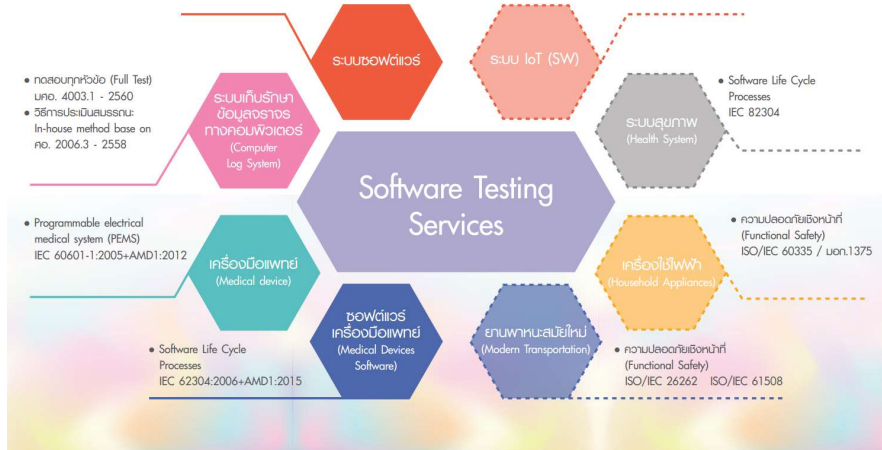 ระบบซอฟต์แวร์
ระบบ IoT (SW)
• ทดสอบทุกหัวข้อ (Full Test)
มศอ. 4003.1 - 2560
• วิธีการประเมินสมรรถนะ
In-house method base on
ศอ. 2006.3 - 2558
ระบบเก็บรักษา
ข้อมูลจราจร
ทางคอมพิวเตอร์
(Computer
Log System)
ระบบสุขภาพ
(Health System)
• Software Life Cycle
Processes
IEC 82304
Software Testing
Services
• Programmable electrical
medical system (PEMS)
IEC 60601-1:2005+AMD1:2012
เครื่องมือแพทย์
(Medical device)
เครื่องใช้ไฟฟ้า
(Household Appliances)
• ความปลอดภัยเชิงหน้าที่
(Functional Safety)
ISO/IEC 60335 / มอก.1375
• Software Life Cycle
Processes
IEC 62304:2006+AMD1:2015
ซอฟต์แวร์
เครื่องมือแพทย์
(Medical Devices
Software)
ยานพาหนะสมัยใหม่
(Modern Transportation)
• ความปลอดภัยเชิงหน้าที่
(Functional Safety)
ISO/IEC 26262 ISO/IEC 61508